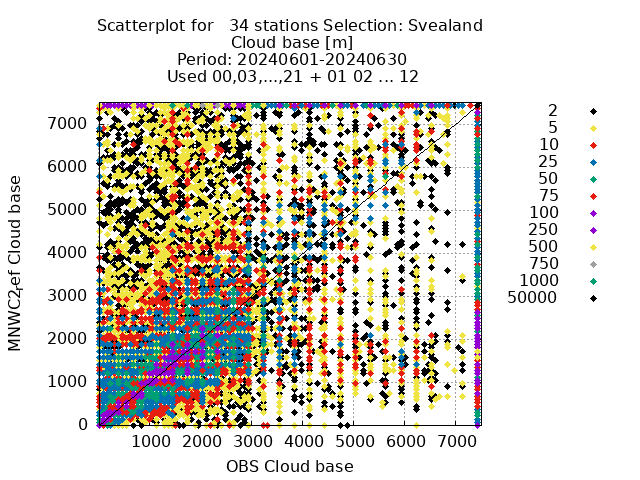 Scatterplot for 34 stations Selection: Svealand
Cloud base [m]
Period: 20240601-20240630
Used 00,03,...,21 + 01 02 ... 12
7000
6000
5000
4000
3000
2000
1000
0
MNWC2 ef Cloud base
1000 2000 3000 4000 5000 6000 7000
OBS Cloud base
2
5
10
25
50
75
100
250
500
750
1000
50000